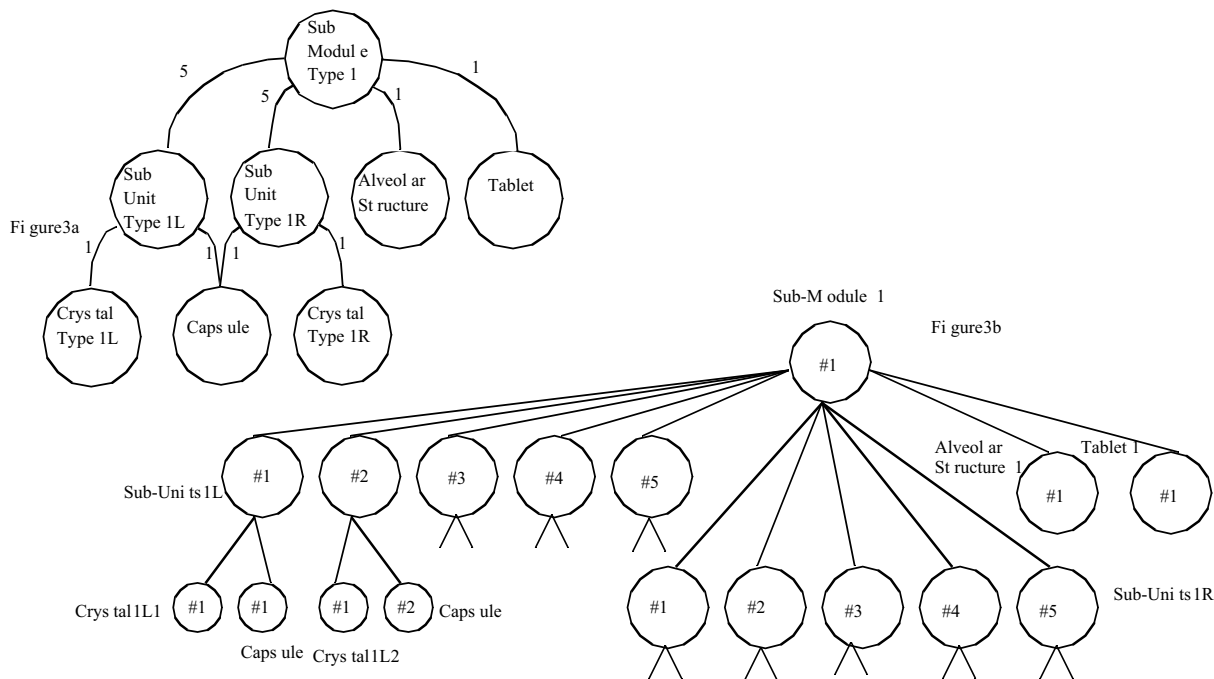 Sub
Modul e
Type 1
5
5
1
1
Sub
Unit
Type 1L
Sub
Unit
Type 1R
Alveol ar
St ructure
Tablet
Fi gure3a
1
1
1
1
Crys tal
Type 1L
Caps ule
Crys tal
Type 1R
Sub-M odule 1
Fi gure3b
#1
Alveol ar
St ructure 1
Tablet 1
#1 #2 #3 #4 #5
#1 #1
Sub-Uni ts 1L
Crys tal1L1 #1 #1 #1 #2 Caps ule
#1 #2 #3 #4 #5
Sub-Uni ts 1R
Caps ule Crys tal1L2